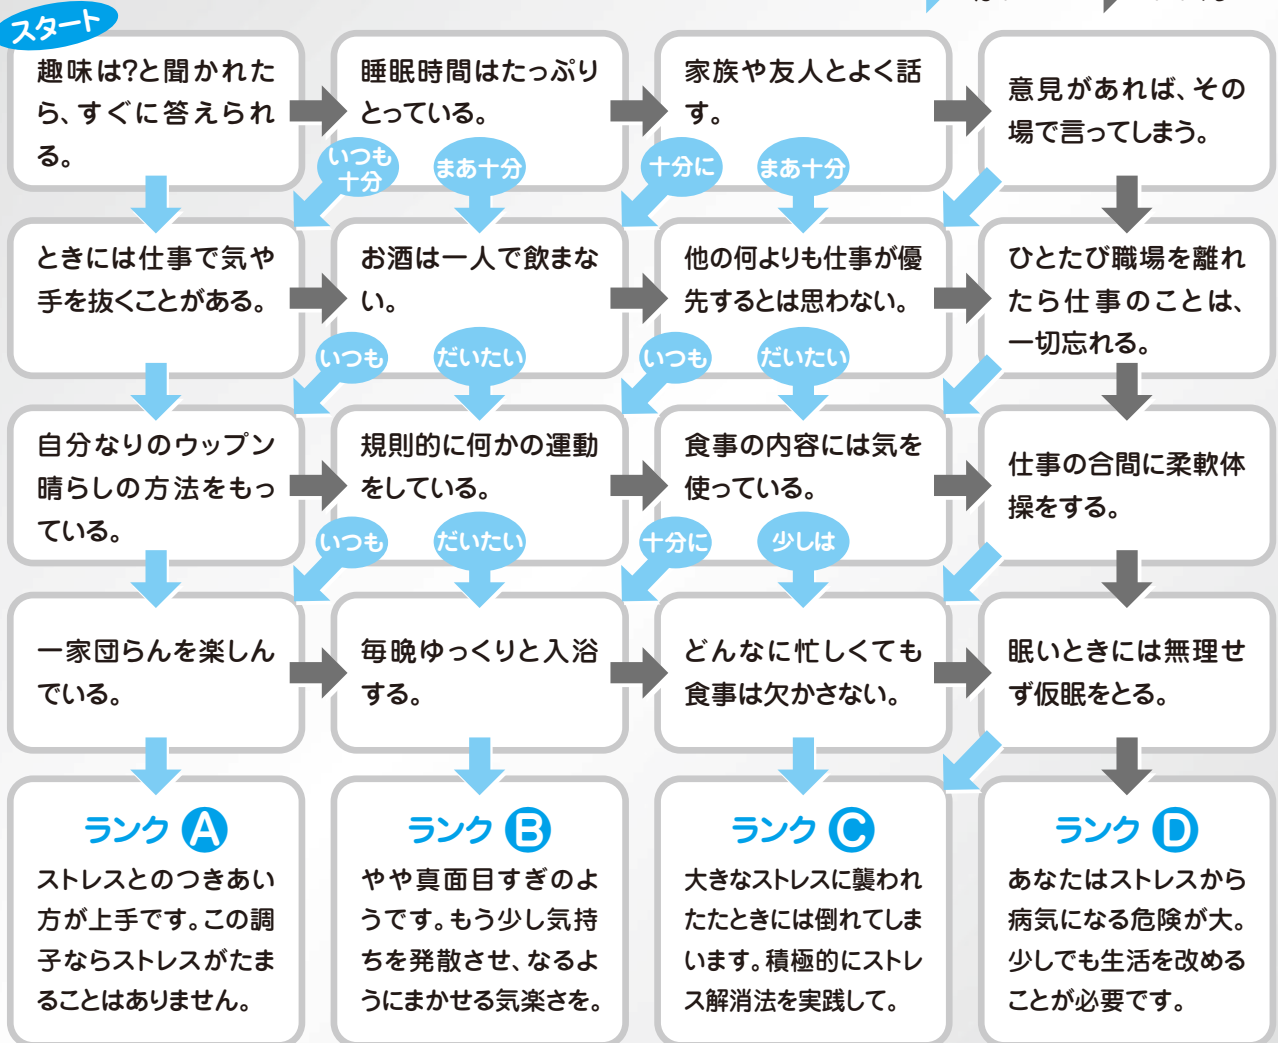 スタート
趣味は?と聞かれた
ら、すぐに答えられ
る。
睡眠時間はたっぷり
とっている。
家族や友人とよく話
す。
意見があれば、その
場で言ってしまう。
いつも
十分
まあ十分
十分に
まあ十分
ときには仕事で気や
手を抜くことがある。
お酒は一人で飲まな
い。
他の何よりも仕事が優
先するとは思わない。
ひとたび職場を離れ
たら仕事のことは、
一切忘れる。
いつも
だいたい
いつも
だいたい
自分なりのウップン
晴らしの方法をもっ
ている。
規則的に何かの運動
をしている。
食事の内容には気を
使っている。
仕事の合間に柔軟体
操をする。
いつも
だいたい
十分に
少しは
一家団らんを楽しん
でいる。
毎晩ゆっくりと入浴
する。
どんなに忙しくても
食事は欠かさない。
眠いときには無理せ
ず仮眠をとる。
ランク A
ストレスとのつきあい
方が上手です。この調
子ならストレスがたま
ることはありません。
ランク B
やや真面目すぎのよ
うです。もう少し気持
ちを発散させ、なるよ
うにまかせる気楽さを。
ランク C
大きなストレスに襲われ
たたときには倒れてしま
います。積極的にストレ
ス解消法を実践して。
ランク D
あなたはストレスから
病気になる危険が大。
少しでも生活を改める
ことが必要です。